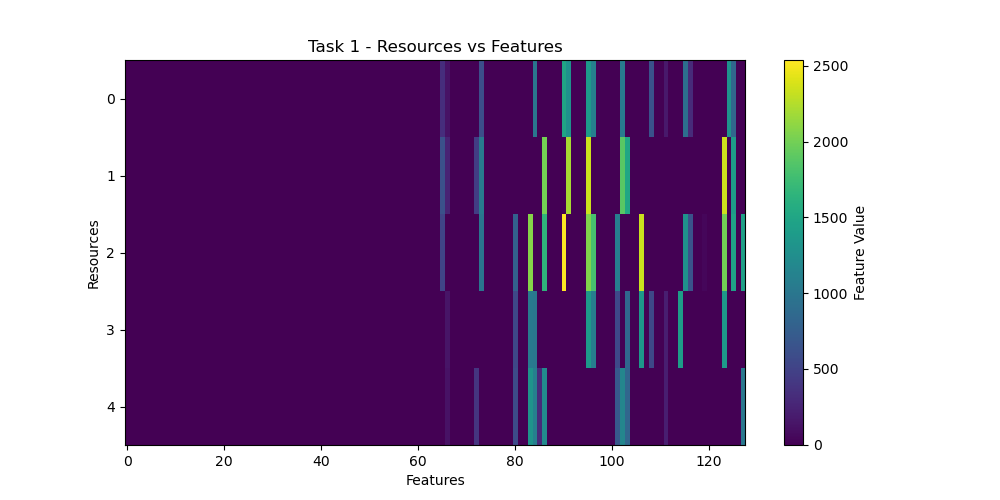 Task 1 - Resources vs Features
Resources
0
1
2
3
4
0 20 40 60 80 100 120
Features
2500
2000
1500
1000
500
0
Feature Value